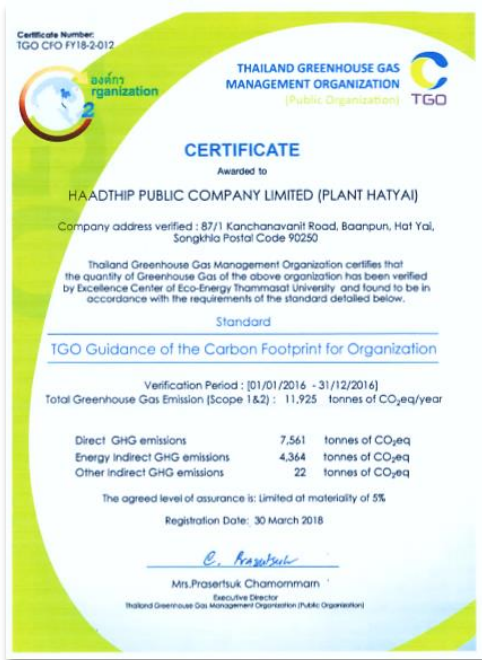 Certificate Number:
TGO CFO FY18-2-012
องค์กร
rganization
2
THAILAND GREENHOUSE GAS
MANAGEMENT ORGANIZATION
(Public Organization)
TGO
CERTIFICATE
Awarded to
HAADTHIP PUBLIC COMPANY LIMITED (PLANT HATYAI)
Company address verified : 87/1 Kanchanavanit Road, Baanpun, Hat Yai,
Songkhla Postal Code 90250
Thailand Greenhouse Gas Management Organization certifies that
the quantity of Greenhouse Gas of the above organization has been verified
by Excellence Center of Eco-Energy Thammasat University and found to be in
accordance with the requirements of the standard detailed below.
Standard
TGO Guidance of the Carbon Footprint for Organization
Verification Period : [01/01/2016 - 31/12/2016]
Total Greenhouse Gas Emission (Scope 1&2) : 11,925 tonnes of CO₂eq/year
Direct GHG emissions 7,561 tonnes of CO₂eq
Energy Indirect GHG emissions 4,364 tonnes of CO₂eq
Other Indirect GHG emissions 22 tonnes of CO₂eq
The agreed level of assurance is: Limited at materiality of 5%
Registration Date: 30 March 2018
C. Prasertsuk
Mrs.Prasertsuk Chamornmarn
Executive Director
Thailand Greenhouse Gas Management Organization (Public Organization)